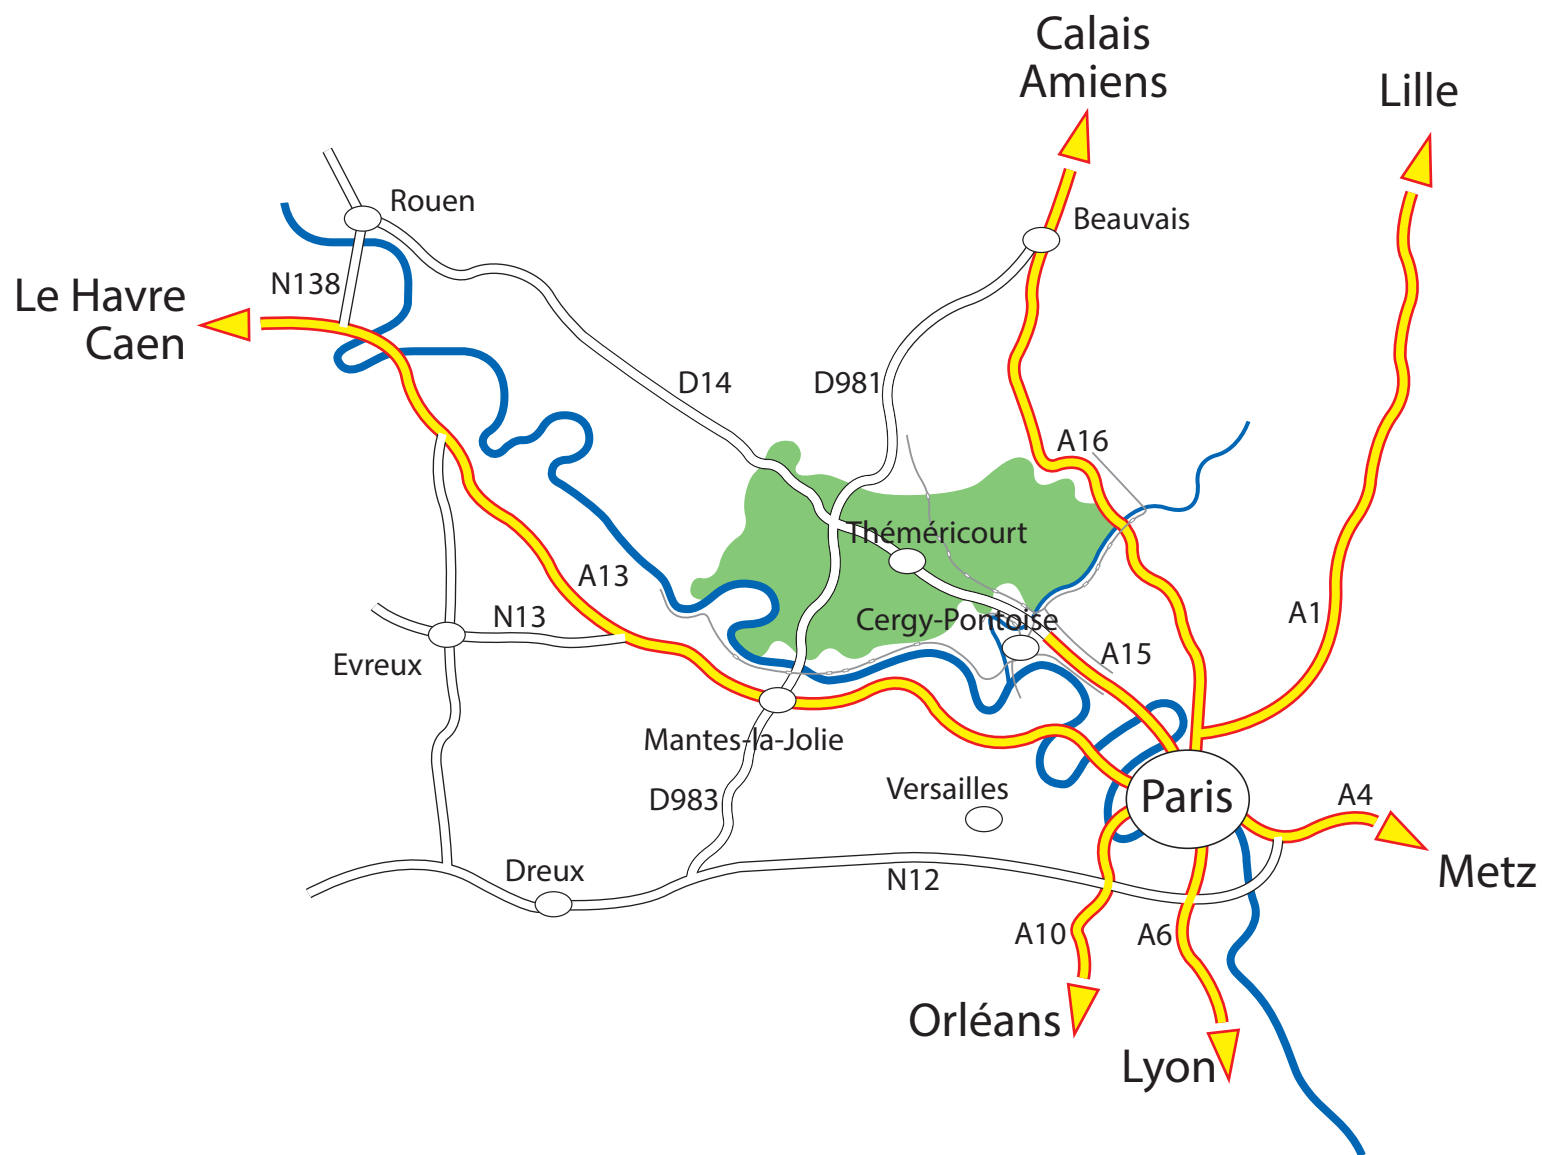 Calais
Amiens
Lille
Rouen
Beauvais
N138
Le Havre
Caen
D14
D981
A16
Théméricourt
A13
N13
A1
Cergy-Pontoise
Evreux
A15
Mantes-la-Jolie
Versailles
Paris
D983
A4
Dreux
N12
Metz
A10
A6
Orléans
Lyon